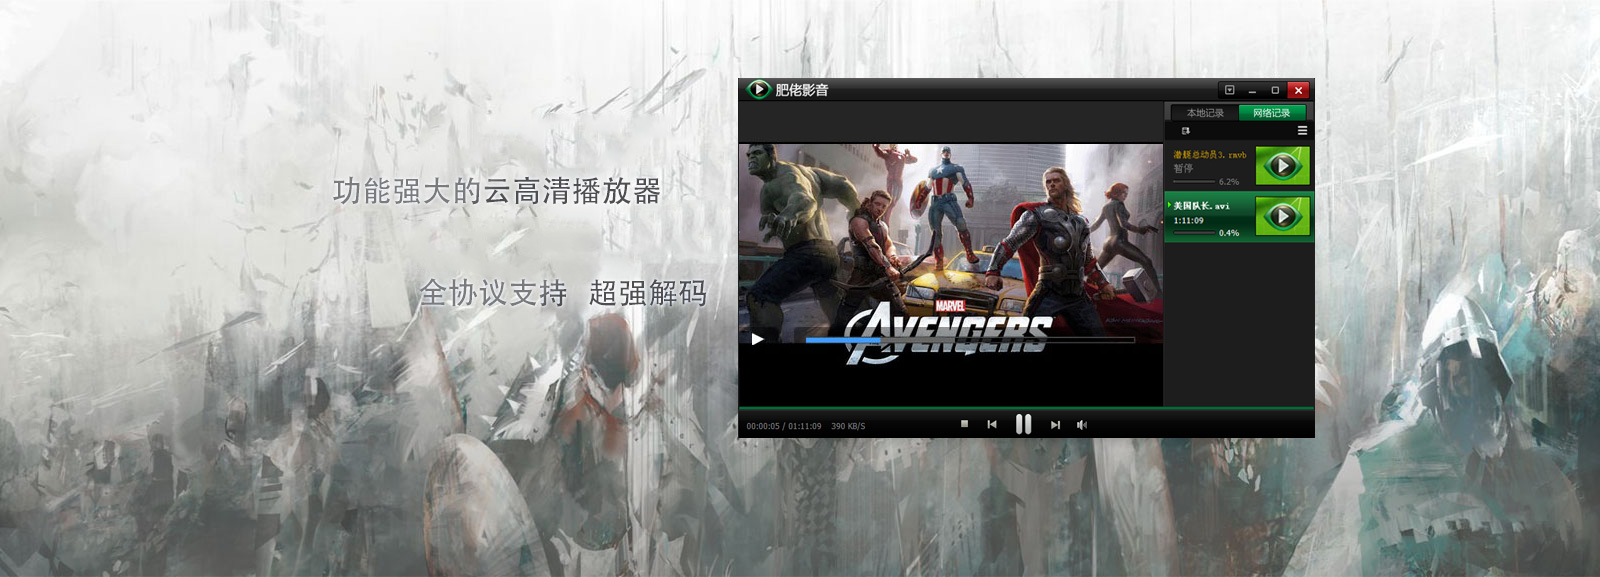 功能强大的云高清播放器
全协议支持 超强解码
肥佬影音
本地记录 网络记录
潜艇总动员3.rmvb
暂停
6.2%
美国队长.avi
1:11:09
0.4%
MARVEL
AVENGERS
00:00:05 / 01:11:09 390 KB/S